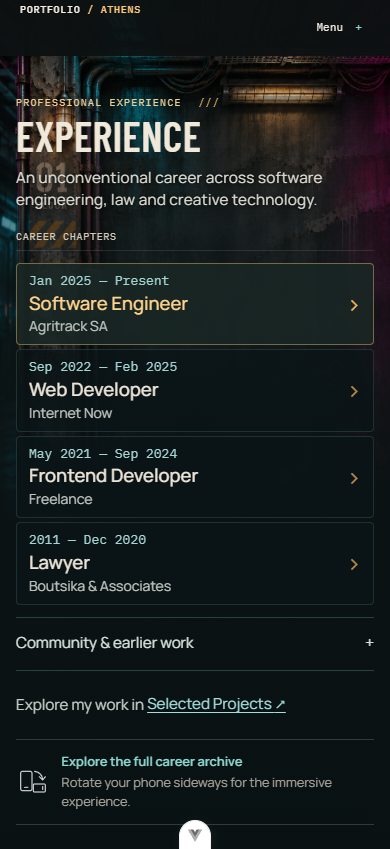 PORTFOLIO / ATHENS
Menu +
PROFESSIONAL EXPERIENCE ///
EXPERIENCE
An unconventional career across software
engineering, law and creative technology.
01
CAREER CHAPTERS
Jan 2025 — Present
Software Engineer
Agritrack SA
Sep 2022 — Feb 2025
Web Developer
Internet Now
May 2021 — Sep 2024
Frontend Developer
Freelance
2011 — Dec 2020
Lawyer
Boutsika & Associates
Community & earlier work +
Explore my work in Selected Projects ↗
Explore the full career archive
Rotate your phone sideways for the immersive
experience.